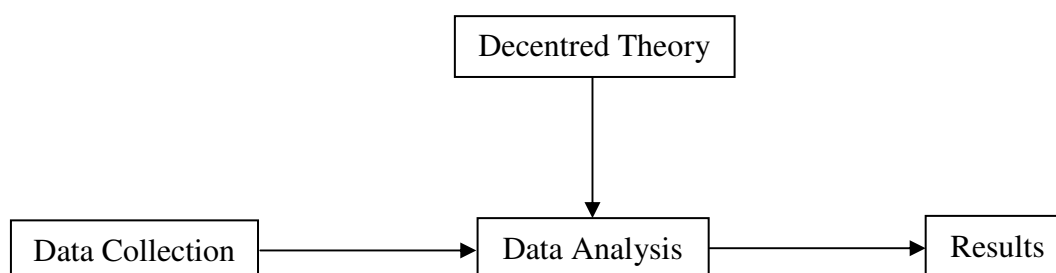 Decentred Theory
Data Collection
Data Analysis
Results